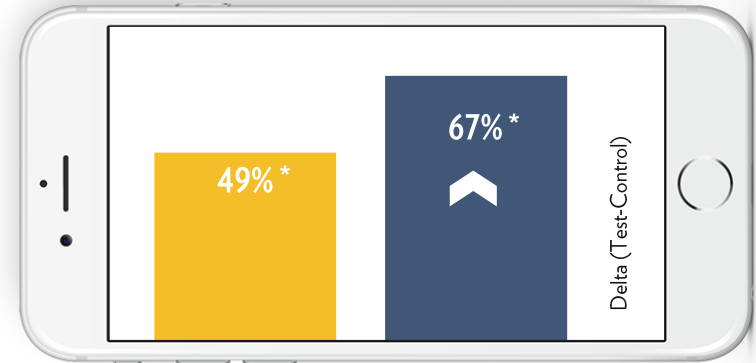 49% *
67% *
Delta (Test-Control)